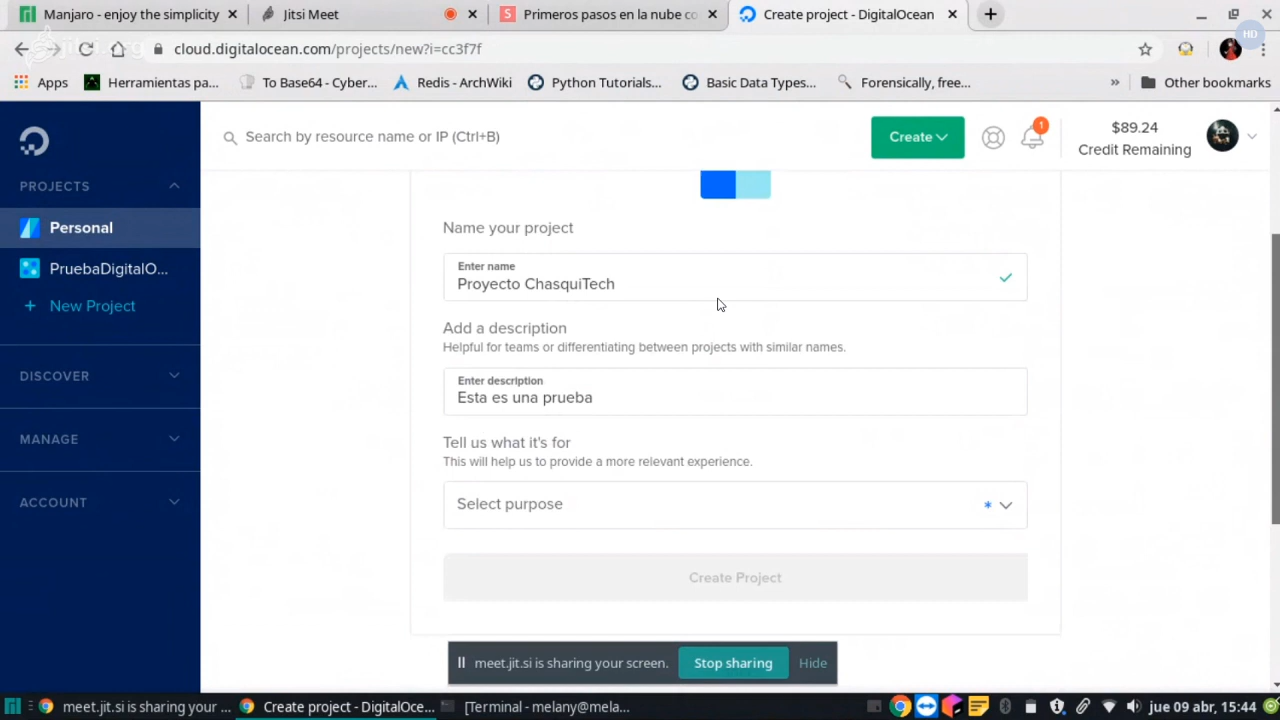 Manjaro - enjoy the simplicity
Jitsi Meet
Primeros pasos en la nube co
Create project - DigitalOcean
HD
cloud.digitalocean.com/projects/new?i=cc3f7f
Apps
Herramientas pa...
To Base64 - Cyber...
Redis - ArchWiki
Python Tutorials...
Basic Data Types...
Forensically, free...
»
Other bookmarks
Search by resource name or IP (Ctrl+B)
Create
1
$89.24
Credit Remaining
PROJECTS
Personal
PruebaDigitalO...
+ New Project
DISCOVER
MANAGE
ACCOUNT
Name your project
Enter name
Proyecto ChasquiTech
Add a description
Helpful for teams or differentiating between projects with similar names.
Enter description
Esta es una prueba
Tell us what it's for
This will help us to provide a more relevant experience.
Select purpose *
Create Project
meet.jit.si is sharing your screen.
Stop sharing
Hide
meet.jit.si is sharing your ...
Create project - DigitalOce...
[Terminal - melany@mela...
jue 09 abr, 15:44